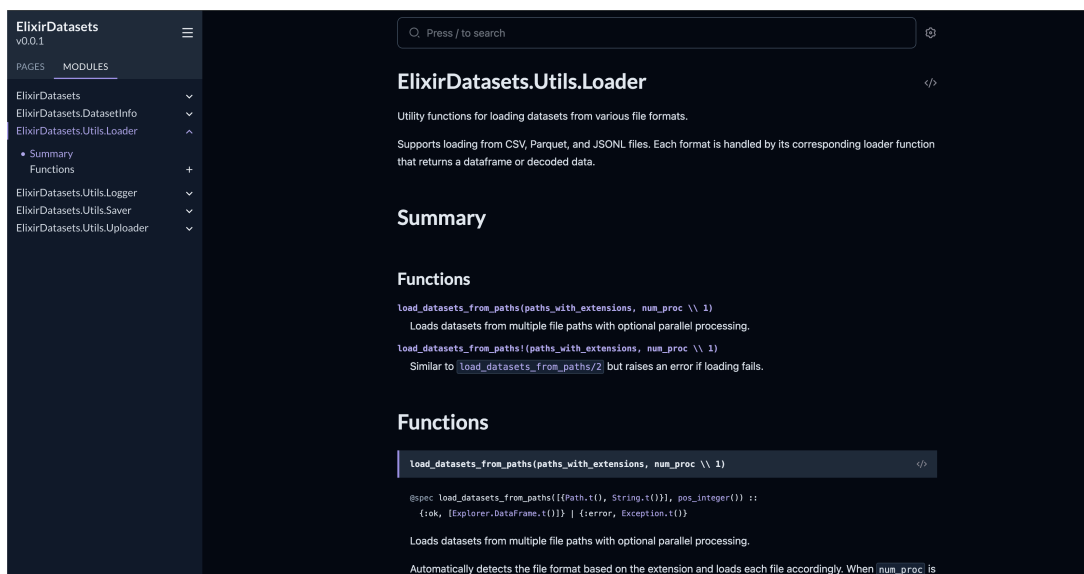 ElixirDatasets
v0.0.1
PAGES MODULES
ElixirDatasets
ElixirDatasets.DatasetInfo
ElixirDatasets.Utils.Loader
Summary
Functions
ElixirDatasets.Utils.Logger
ElixirDatasets.Utils.Saver
ElixirDatasets.Utils.Uploader
Press / to search
ElixirDatasets.Utils.Loader
</>
Utility functions for loading datasets from various file formats.
Supports loading from CSV, Parquet, and JSONL files. Each format is handled by its corresponding loader function
that returns a dataframe or decoded data.
Summary
Functions
load_datasets_from_paths(paths_with_extensions, num_proc \\ 1)
Loads datasets from multiple file paths with optional parallel processing.
load_datasets_from_paths!(paths_with_extensions, num_proc \\ 1)
Similar to load_datasets_from_paths/2 but raises an error if loading fails.
Functions
load_datasets_from_paths(paths_with_extensions, num_proc \\ 1)
</>
@spec load_datasets_from_paths([{Path.t(), String.t()}], pos_integer()) ::
{:ok, [Explorer.DataFrame.t()]} | {:error, Exception.t()}
Loads datasets from multiple file paths with optional parallel processing.
Automatically detects the file format based on the extension and loads each file accordingly. When num_proc is